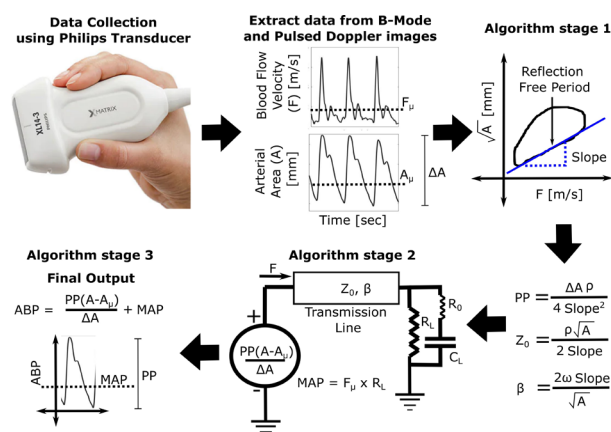 Data Collection
using Philips Transducer
XL14-3
PHILIPS
XMATRIX
Extract data from B-Mode
and Pulsed Doppler images
Blood Flow
Velocity
(F) [m/s]
Fμ
Arterial
Area (A)
[mm]
Aμ
ΔA
Time [sec]
Algorithm stage 1
√A [mm]
Reflection
Free Period
Slope
F [m/s]
PP = ΔA ρ / 4 Slope²
Z₀ = ρ√A / 2 Slope
β = 2ω Slope / √A
Algorithm stage 2
F
Z₀, β
Transmission
Line
R₀
R_L
C_L
+
PP(A-Aμ) / ΔA
-
MAP = Fμ x R_L
Algorithm stage 3
Final Output
ABP = PP(A-Aμ) / ΔA + MAP
ABP
MAP
PP